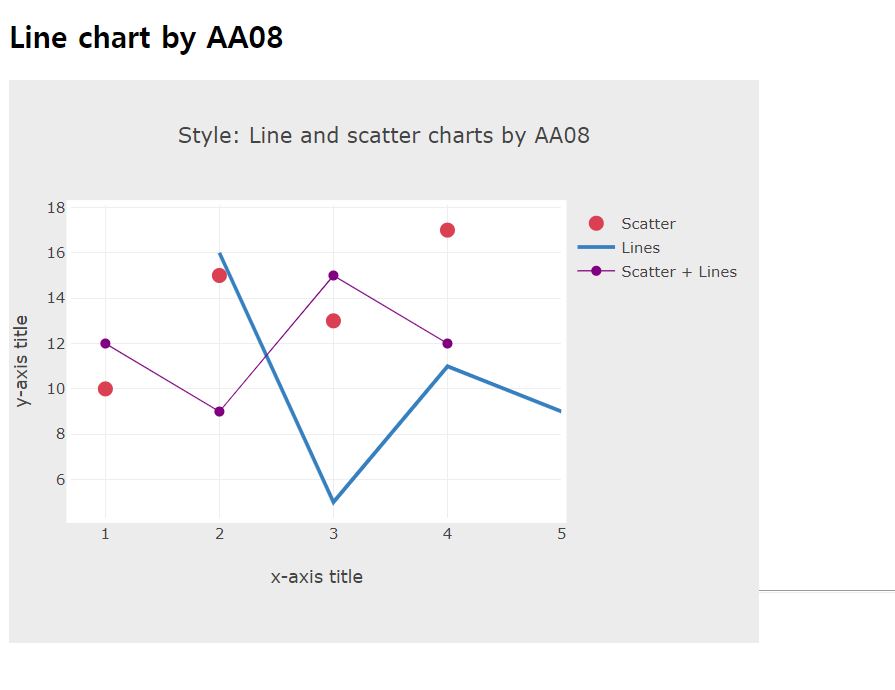 Line chart by AA08
Style: Line and scatter charts by AA08
Scatter
Lines
Scatter + Lines
y-axis title
18
16
14
12
10
8
6
1 2 3 4 5
x-axis title